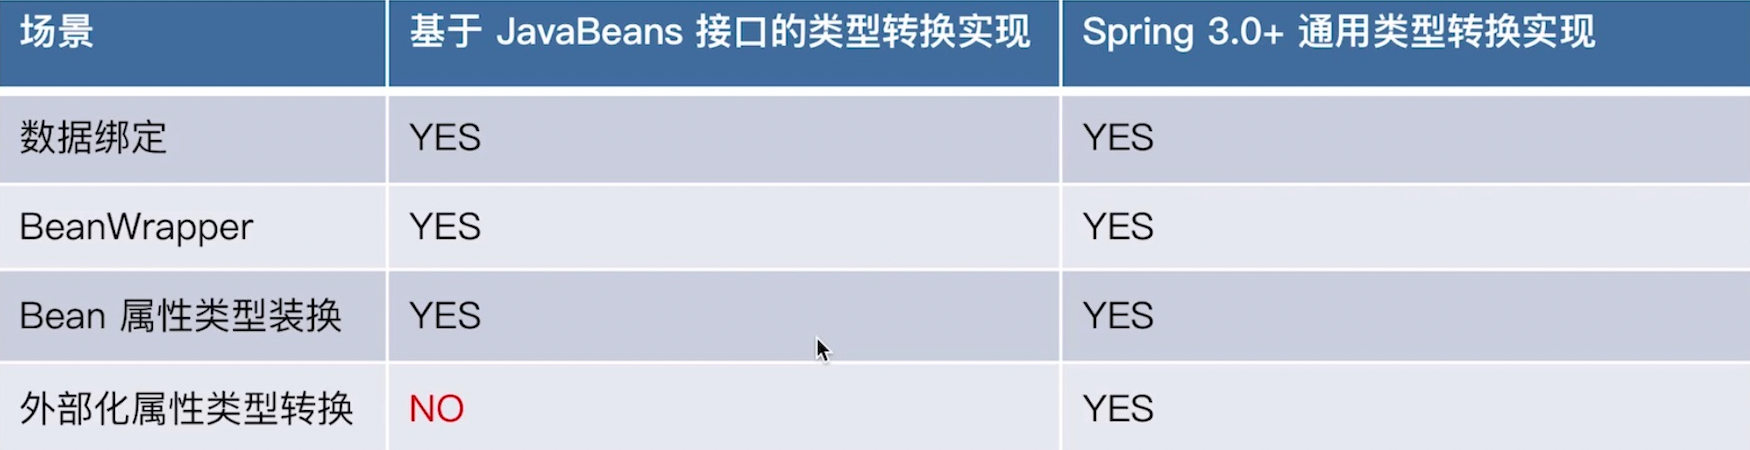 场景 基于 JavaBeans 接口的类型转换实现 Spring 3.0+ 通用类型转换实现
数据绑定 YES YES
BeanWrapper YES YES
Bean 属性类型装换 YES YES
外部化属性类型转换 NO YES